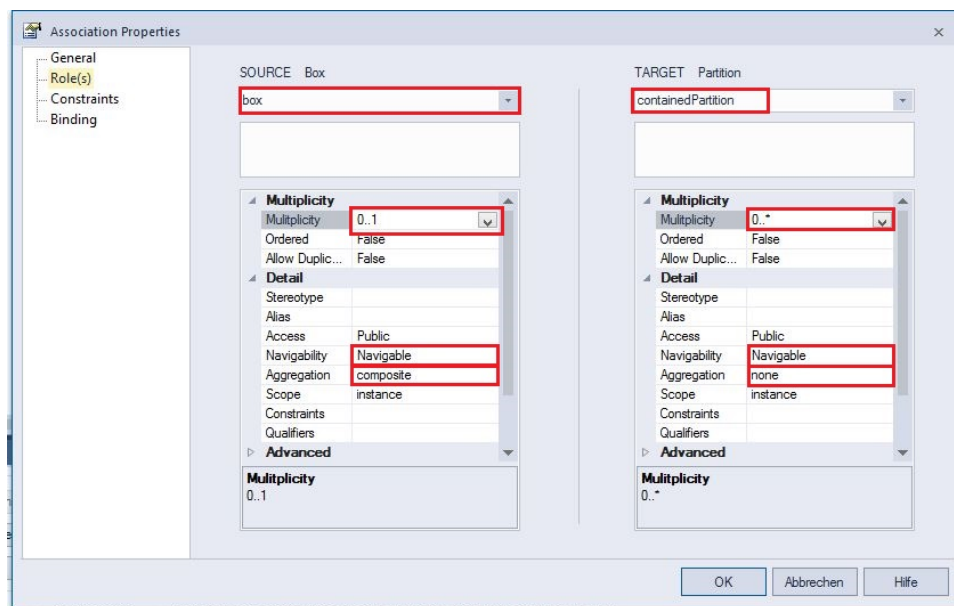 Association Properties
General
Role(s)
Constraints
Binding
SOURCE Box
box
Multiplicity
Mulitplicity 0..1
Ordered False
Allow Duplic... False
Detail
Stereotype
Alias
Access Public
Navigability Navigable
Aggregation composite
Scope instance
Constraints
Qualifiers
Advanced
Mulitplicity
0..1
TARGET Partition
containedPartition
Multiplicity
Mulitplicity 0..*
Ordered False
Allow Duplic... False
Detail
Stereotype
Alias
Access Public
Navigability Navigable
Aggregation none
Scope instance
Constraints
Qualifiers
Advanced
Mulitplicity
0..*
OK Abbrechen Hilfe